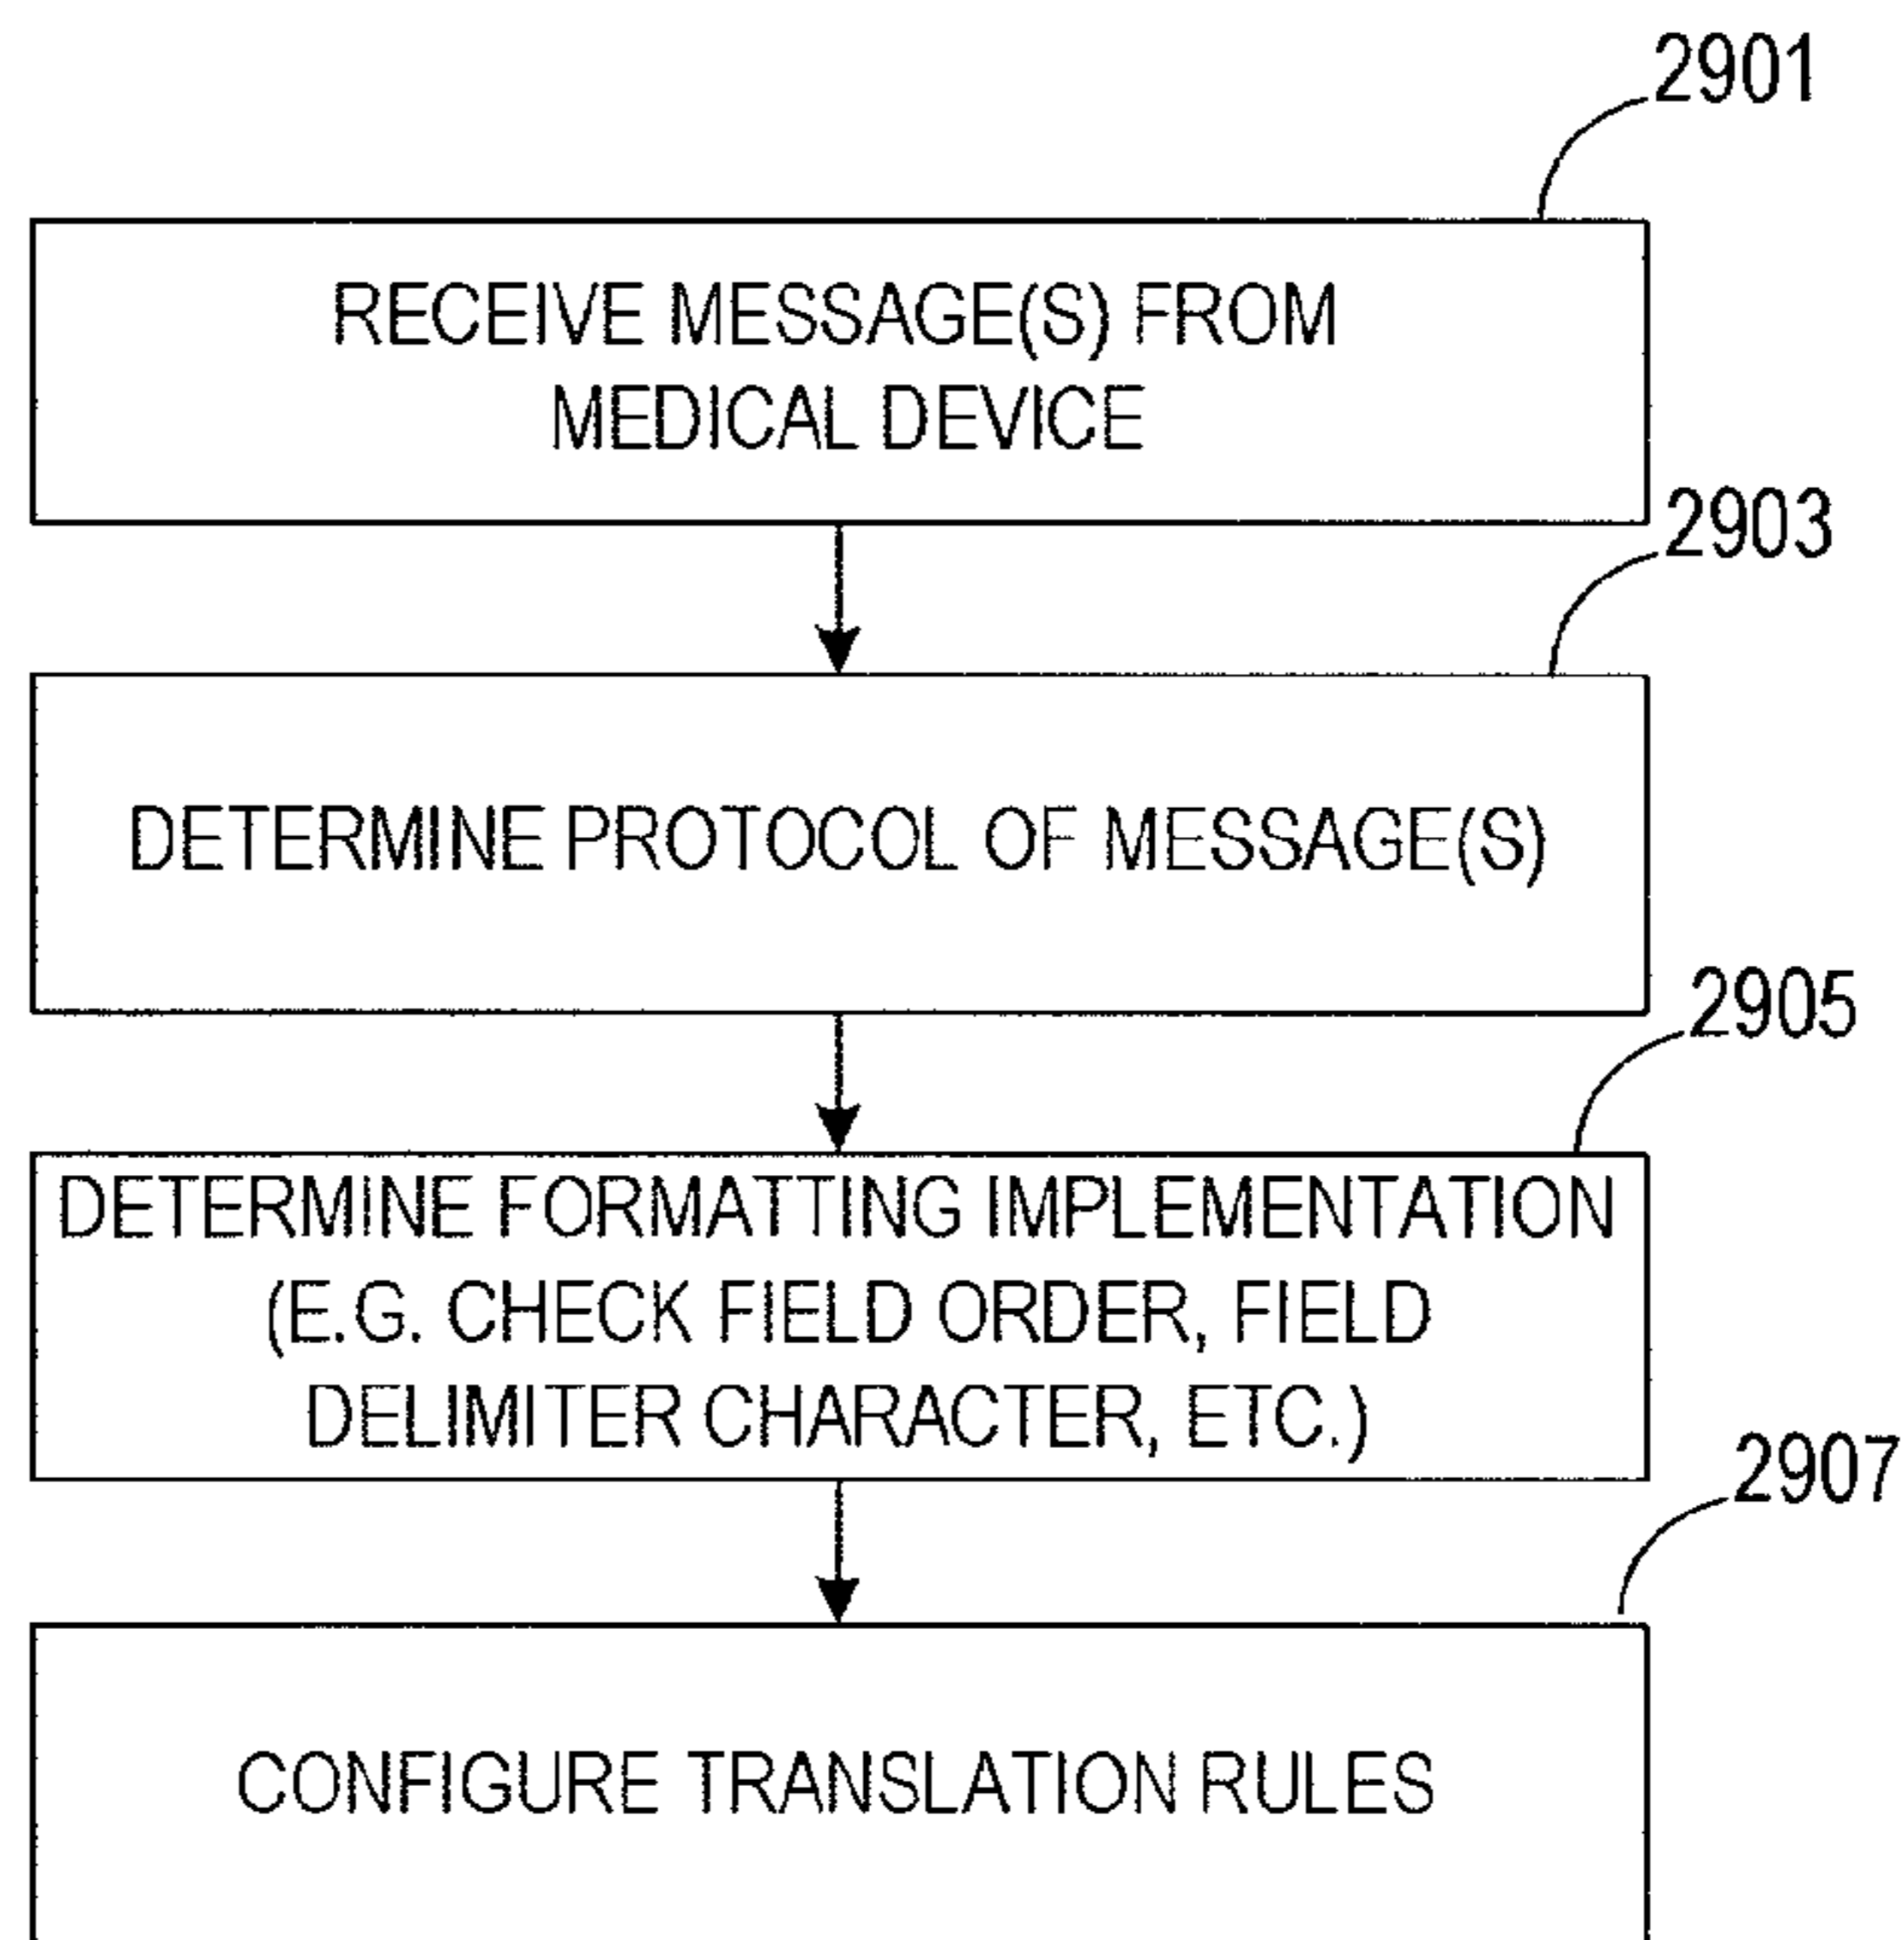 2901
RECEIVE MESSAGE(S) FROM
MEDICAL DEVICE
2903
DETERMINE PROTOCOL OF MESSAGE(S)
2905
DETERMINE FORMATTING IMPLEMENTATION
(E.G. CHECK FIELD ORDER, FIELD
DELIMITER CHARACTER, ETC.)
2907
CONFIGURE TRANSLATION RULES